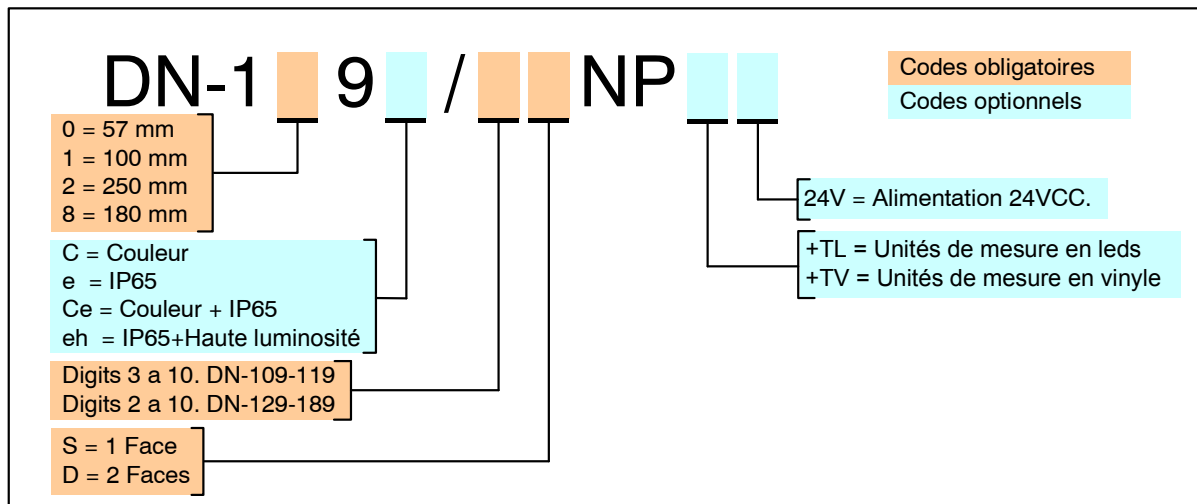 DN-1 9 / NP
Codes obligatoires
Codes optionnels
0 = 57 mm
1 = 100 mm
2 = 250 mm
8 = 180 mm
24V = Alimentation 24VCC.
C = Couleur
e = IP65
Ce = Couleur + IP65
eh = IP65+Haute luminosité
+TL = Unités de mesure en leds
+TV = Unités de mesure en vinyle
Digits 3 a 10. DN-109-119
Digits 2 a 10. DN-129-189
S = 1 Face
D = 2 Faces